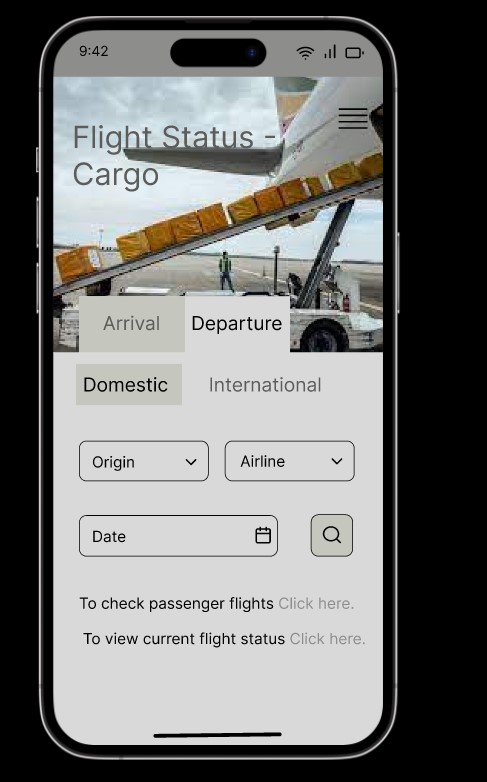 9:42
Flight Status -
Cargo
Arrival Departure
Domestic International
Origin Airline
Date
To check passenger flights Click here.
To view current flight status Click here.